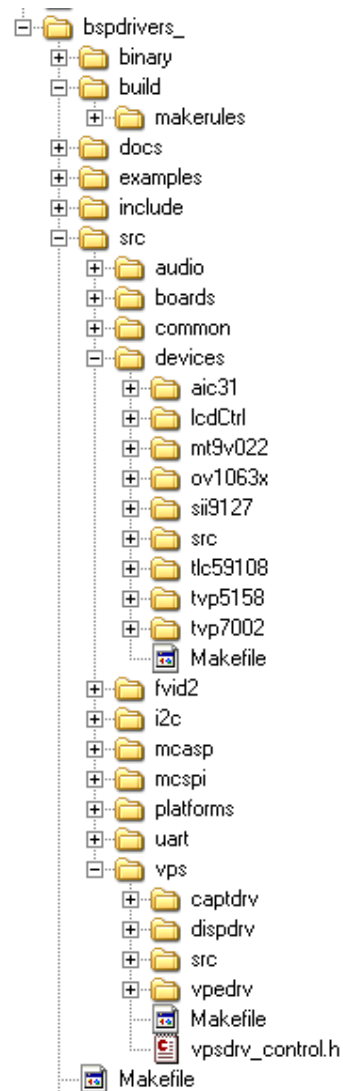 bspdrivers_
binary
build
makerules
docs
examples
include
src
audio
boards
common
devices
aic31
lcdCtrl
mt9v022
ov1063x
sii9127
src
tlc59108
tvp5158
tvp7002
Makefile
fvid2
i2c
mcasp
mcspi
platforms
uart
vps
captdrv
dispdrv
src
vpedrv
Makefile
vpsdrv_control.h
Makefile